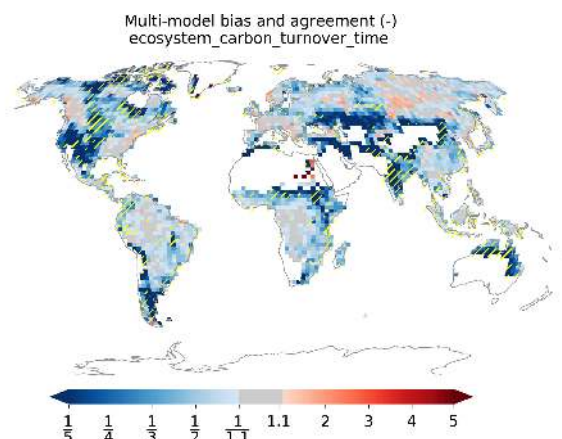 Multi-model bias and agreement (-)
ecosystem_carbon_turnover_time
1/5 1/4 1/3 1/2 1/1.1 1.1 2 3 4 5